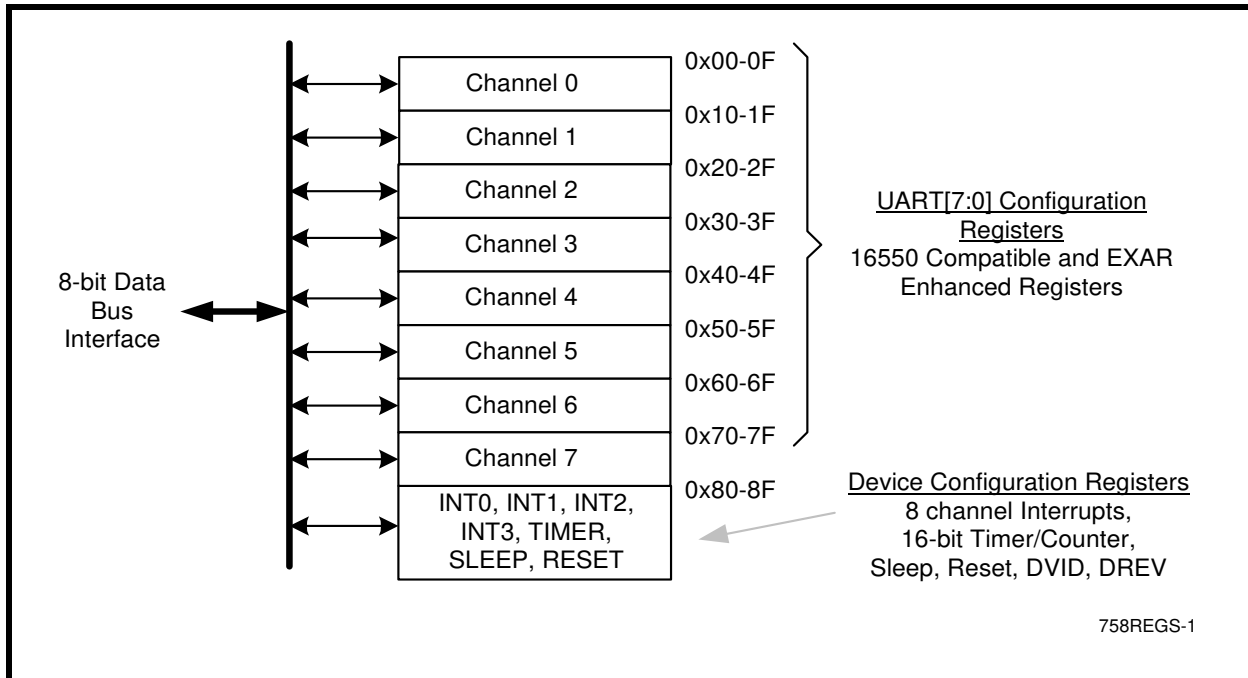 0x00-0F
Channel 0
0x10-1F
Channel 1
0x20-2F
Channel 2
0x30-3F
Channel 3
0x40-4F
Channel 4
0x50-5F
Channel 5
0x60-6F
Channel 6
0x70-7F
Channel 7
0x80-8F
INT0, INT1, INT2,
INT3, TIMER,
SLEEP, RESET
8-bit Data
Bus
Interface
UART[7:0] Configuration
Registers
16550 Compatible and EXAR
Enhanced Registers
Device Configuration Registers
8 channel Interrupts,
16-bit Timer/Counter,
Sleep, Reset, DVID, DREV
758REGS-1